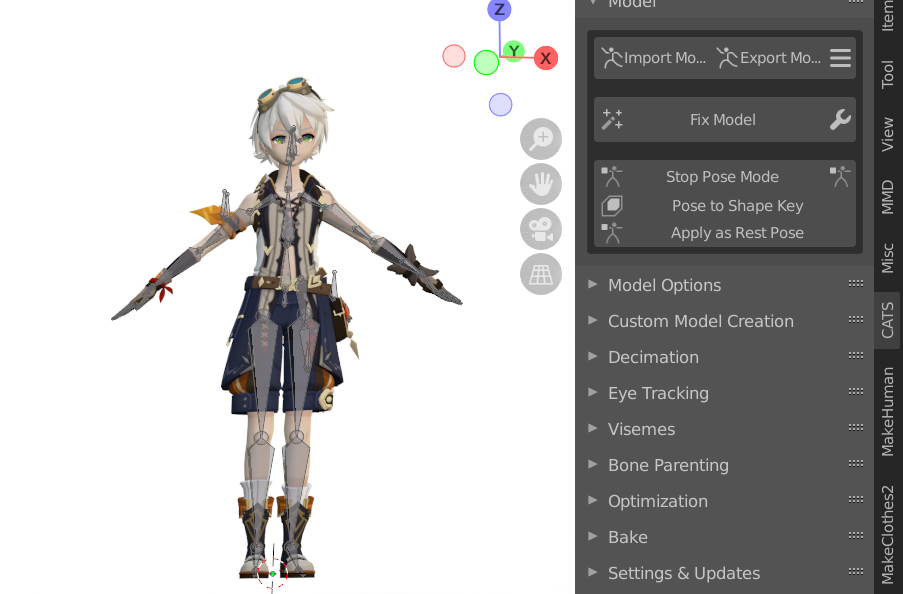 Model
Import Mo...
Export Mo...
Fix Model
Stop Pose Mode
Pose to Shape Key
Apply as Rest Pose
Model Options
Custom Model Creation
Decimation
Eye Tracking
Visemes
Bone Parenting
Optimization
Bake
Settings & Updates
Item
Tool
View
MMD
Misc
CATS
MakeHuman
MakeClothes2
Z
Y
X